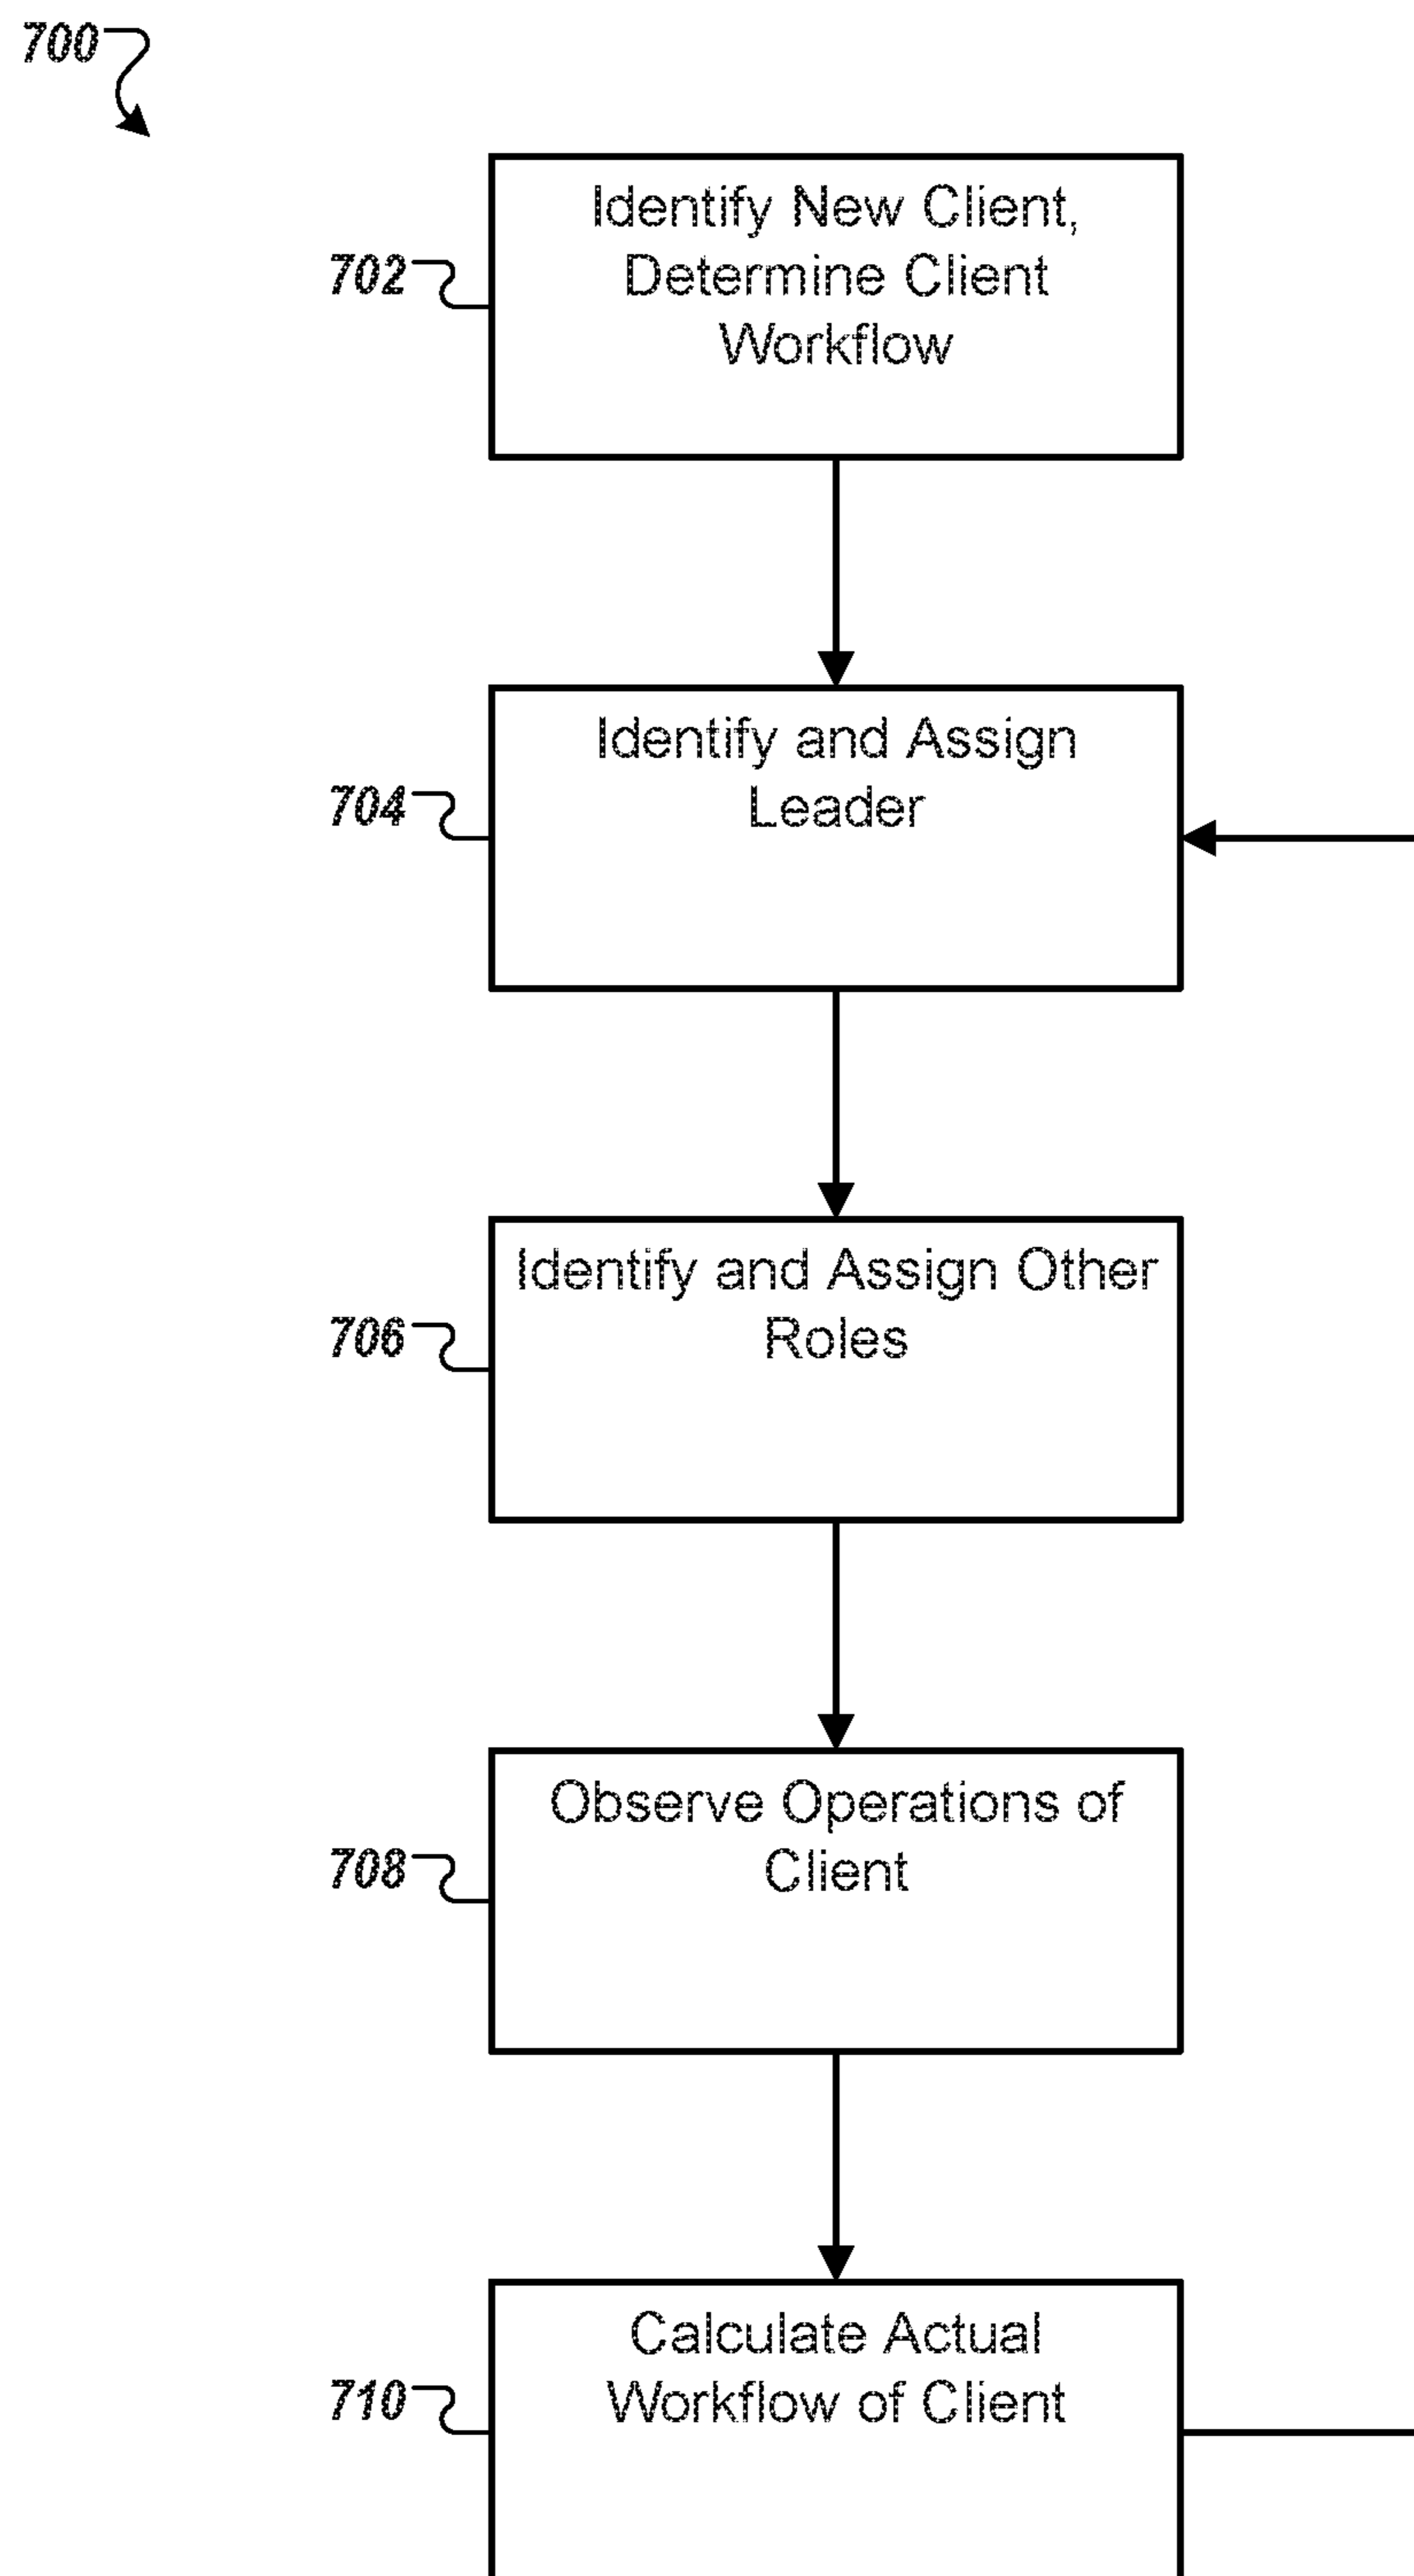 700
Identify New Client,
702
Determine Client
Workflow
Identify and Assign
704
Leader
Identify and Assign Other
706
Roles
Observe Operations of
708
Client
Calculate Actual
710
Workflow of Client